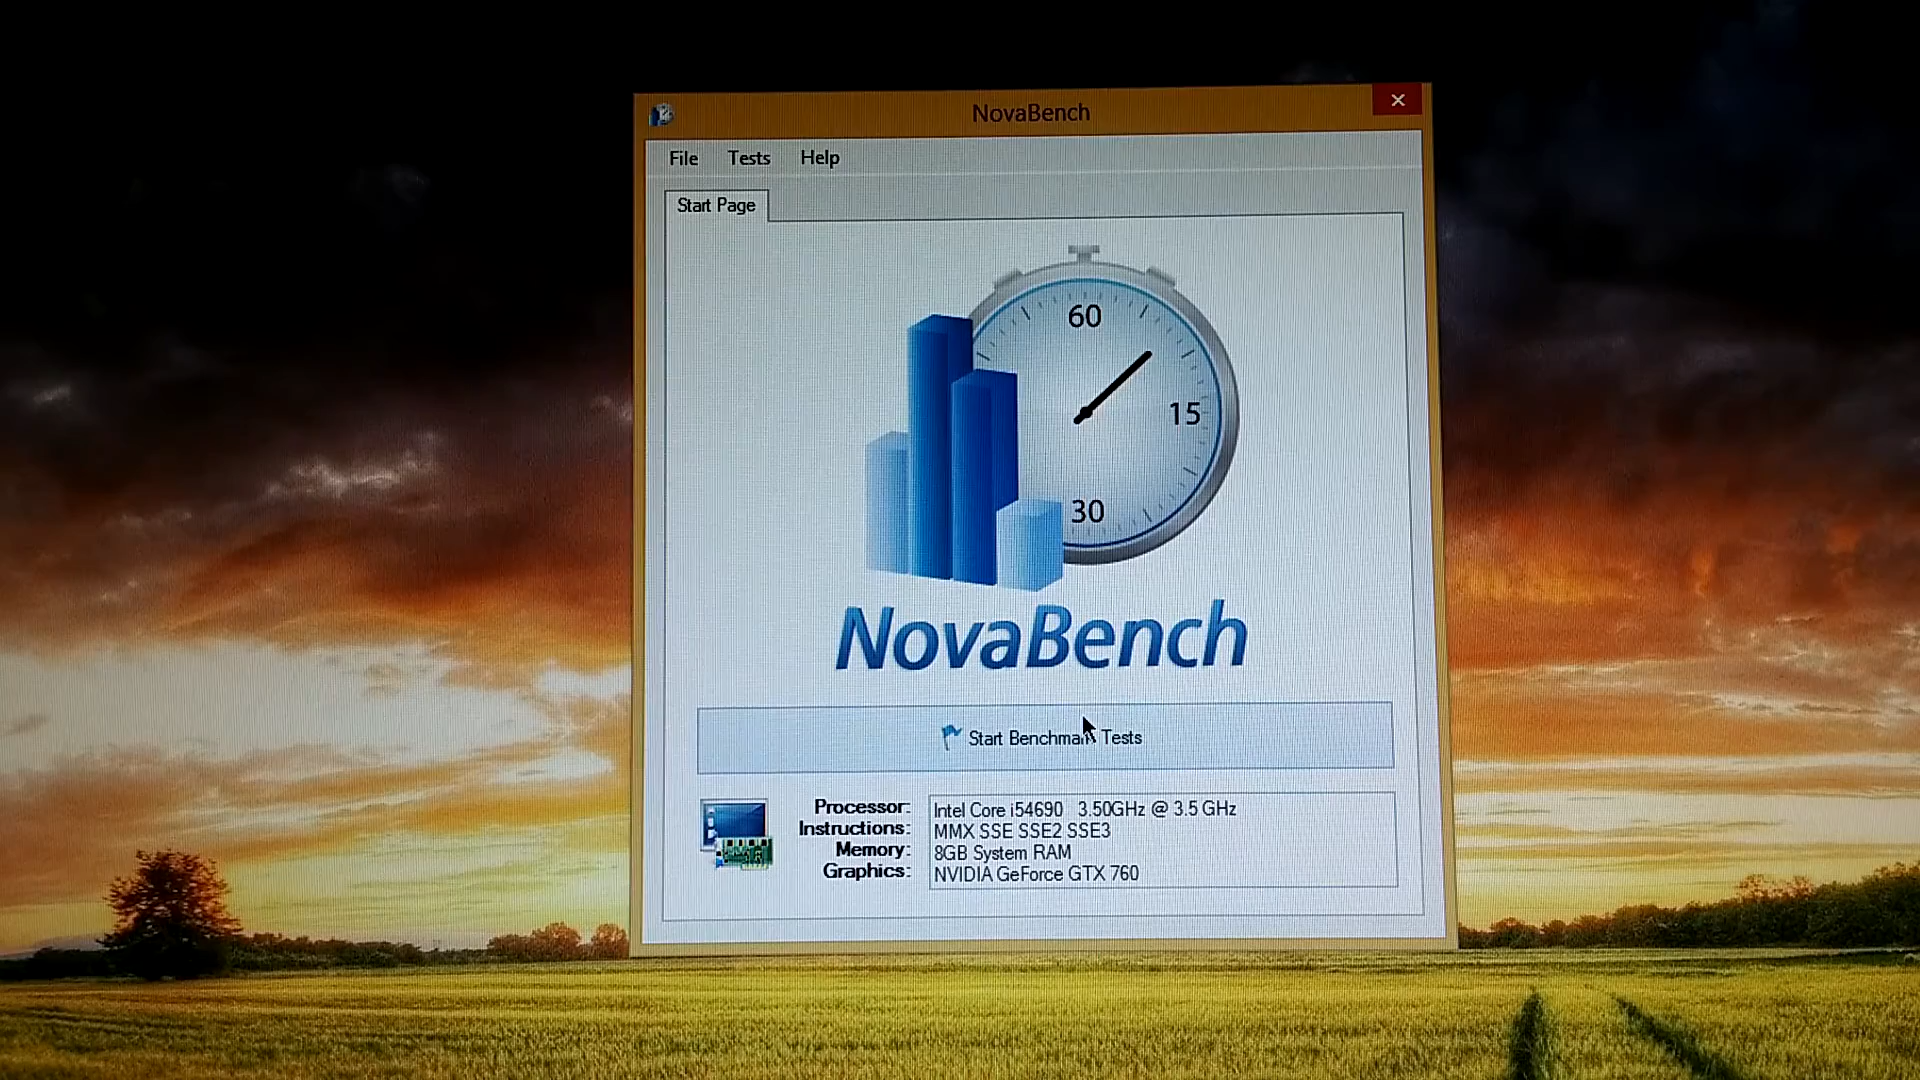 NovaBench
File Tests Help
Start Page
60
15
30
NovaBench
Start Benchmark Tests
Processor: Intel Core i54690 3.50GHz @ 3.5 GHz
Instructions: MMX SSE SSE2 SSE3
Memory: 8GB System RAM
Graphics: NVIDIA GeForce GTX 760